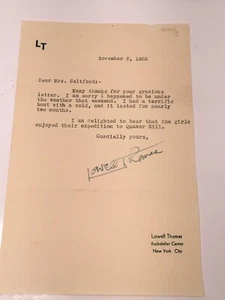 LT
November 2, 1955
Dear Mrs. Saltford:-
Many thanks for your gracious
letter. I am sorry I happened to be under
the weather that weekend. I had a terrific
bout with a cold, and it lasted for nearly
two months.
I am delighted to hear that the girls
enjoyed their expedition to Quaker Hill.
Cordially yours,
Lowell Thomas
Lowell Thomas
Rockefeller Center
New York City